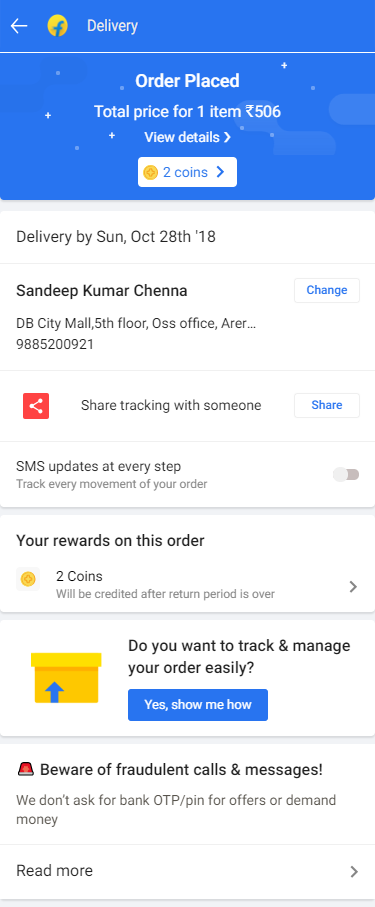 Delivery
Order Placed
Total price for 1 item ₹506
View details ❯
2 coins
Delivery by Sun, Oct 28th '18
Sandeep Kumar Chenna
Change
DB City Mall,5th floor, Oss office, Arer...
9885200921
Share tracking with someone
Share
SMS updates at every step
Track every movement of your order
Your rewards on this order
2 Coins
Will be credited after return period is over
Do you want to track & manage
your order easily?
Yes, show me how
Beware of fraudulent calls & messages!
We don't ask for bank OTP/pin for offers or demand
money
Read more